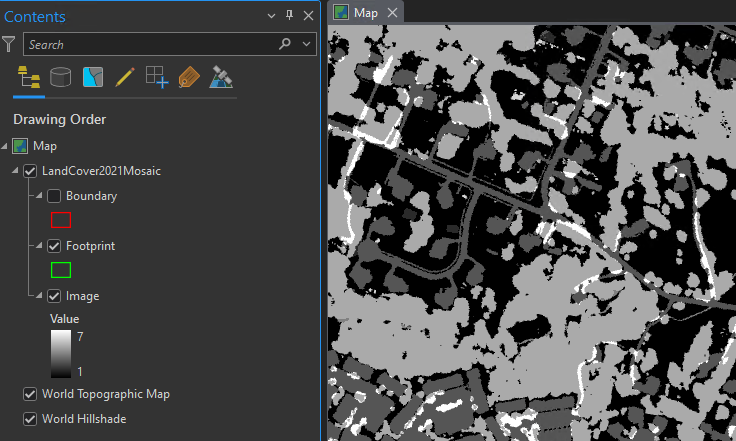 Contents
Map
Search
Drawing Order
Map
LandCover2021Mosaic
Boundary
Footprint
Image
Value
7
1
World Topographic Map
World Hillshade